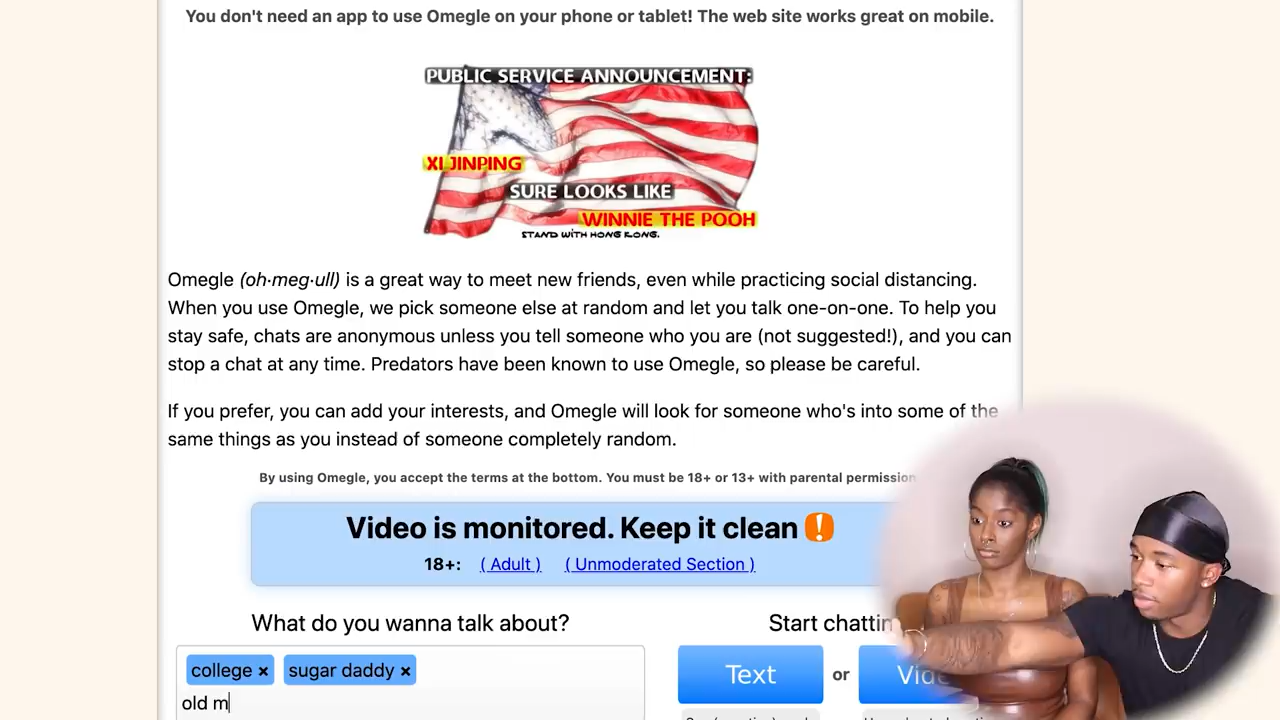 You don't need an app to use Omegle on your phone or tablet! The web site works great on mobile.
PUBLIC SERVICE ANNOUNCEMENT:
XI JINPING
SURE LOOKS LIKE
WINNIE THE POOH
STAND WITH HONG KONG.
Omegle (oh·meg·ull) is a great way to meet new friends, even while practicing social distancing.
When you use Omegle, we pick someone else at random and let you talk one-on-one. To help you
stay safe, chats are anonymous unless you tell someone who you are (not suggested!), and you can
stop a chat at any time. Predators have been known to use Omegle, so please be careful.
If you prefer, you can add your interests, and Omegle will look for someone who's into some of the
same things as you instead of someone completely random.
By using Omegle, you accept the terms at the bottom. You must be 18+ or 13+ with parental permission
Video is monitored. Keep it clean
18+: (Adult) (Unmoderated Section)
What do you wanna talk about?
Start chattin
college × sugar daddy ×
old m
Text or Vid